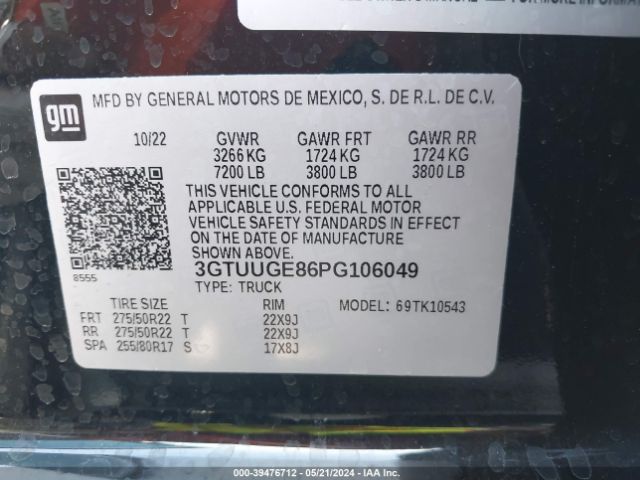 FOR MORE INFORMA
gm
MFD BY GENERAL MOTORS DE MEXICO, S. DE R.L. DE C.V.
10/22 GVWR GAWR FRT GAWR RR
3266 KG 1724 KG 1724 KG
7200 LB 3800 LB 3800 LB
THIS VEHICLE CONFORMS TO ALL
APPLICABLE U.S. FEDERAL MOTOR
VEHICLE SAFETY STANDARDS IN EFFECT
ON THE DATE OF MANUFACTURE
SHOWN ABOVE.
8555
3GTUUGE86PG106049
TYPE: TRUCK
TIRE SIZE RIM MODEL: 69TK10543
FRT 275/50R22 T 22X9J
RR 275/50R22 T 22X9J
SPA 255/80R17 S 17X8J
000-39476712 - 05/21/2024 - IAA Inc.